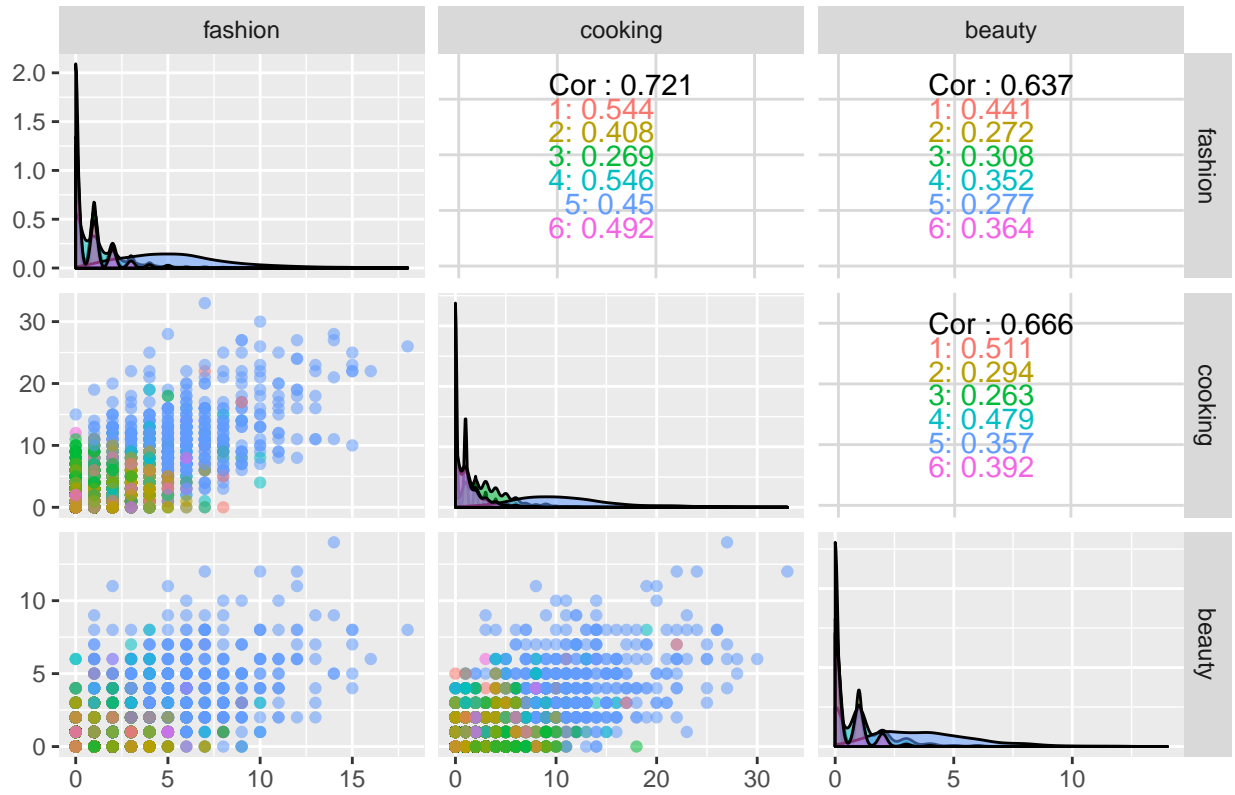 fashion
cooking
beauty
2.0
1.5
1.0
0.5
0.0
Cor : 0.721
1: 0.544
2: 0.408
3: 0.269
4: 0.546
5: 0.45
6: 0.492
Cor : 0.637
1: 0.441
2: 0.272
3: 0.308
4: 0.352
5: 0.277
6: 0.364
fashion
30
20
10
0
Cor : 0.666
1: 0.511
2: 0.294
3: 0.263
4: 0.479
5: 0.357
6: 0.392
cooking
10
5
0
beauty
0 5 10 15
0 10 20 30
0 5 10